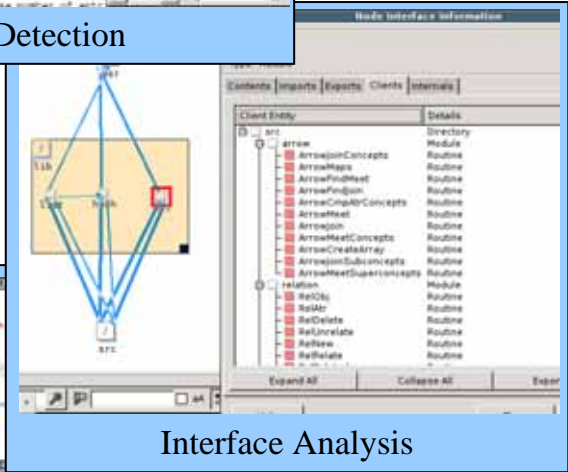 Detection
Node Interface Information
Contents Imports Exports Clients Internals
Client Entity Details
src Directory
arrow Module
ArrowJoinConcepts Routine
ArrowMaps Routine
ArrowFindMeet Routine
ArrowFindJoin Routine
ArrowCmpAtrConcepts Routine
ArrowMeet Routine
ArrowJoin Routine
ArrowMeetConcepts Routine
ArrowCreateArray Routine
ArrowJoinSubconcepts Routine
ArrowMeetSuperconcepts Routine
relation Module
RelObj Routine
RelAtr Routine
RelDelete Routine
RelUnrelate Routine
RelNew Routine
RelRelate Routine
Expand All Collapse All
lib
src
Interface Analysis